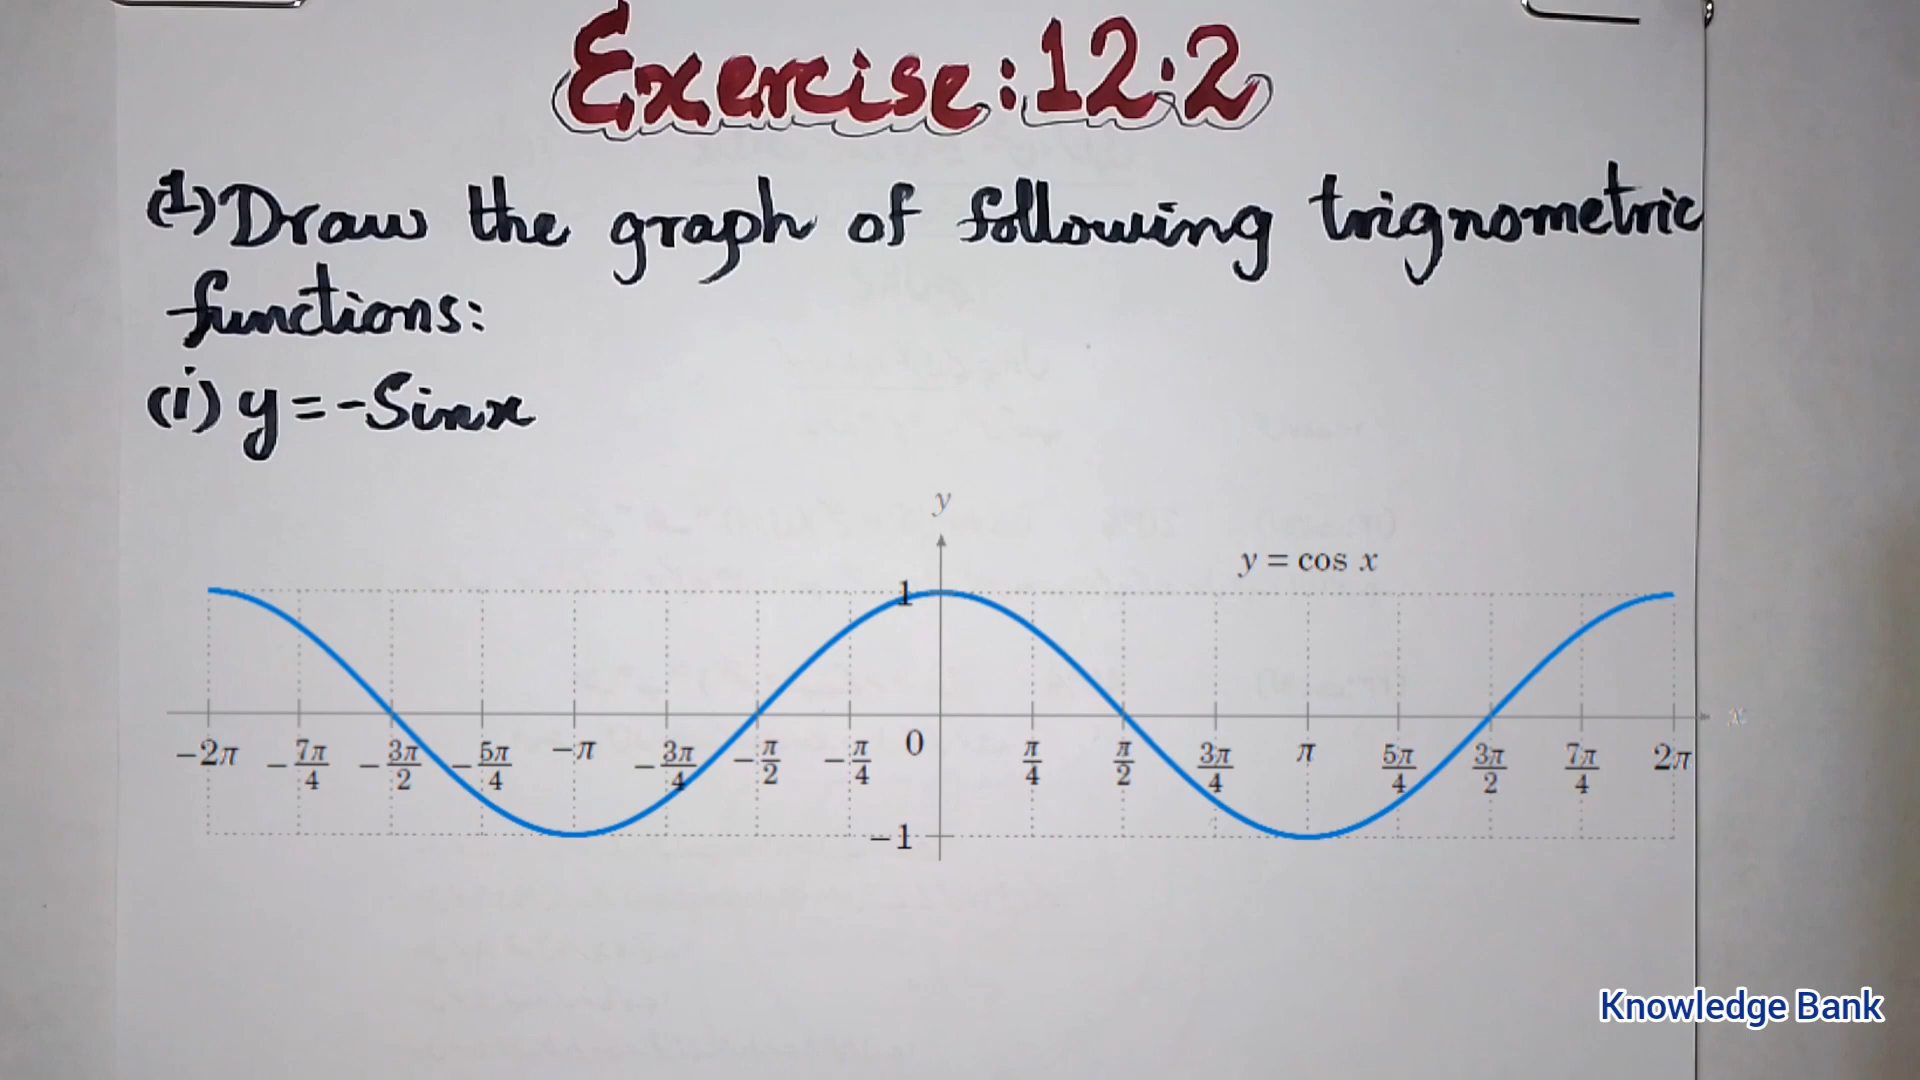 Exercise:12.2
(1) Draw the graph of following trignometric
functions:
(i) y = -Sinx
y
y = cos x
1
-2π -7π/4 -3π/2 -5π/4 -π -3π/4 -π/2 -π/4 0 π/4 π/2 3π/4 π 5π/4 3π/2 7π/4 2π x
-1
Knowledge Bank